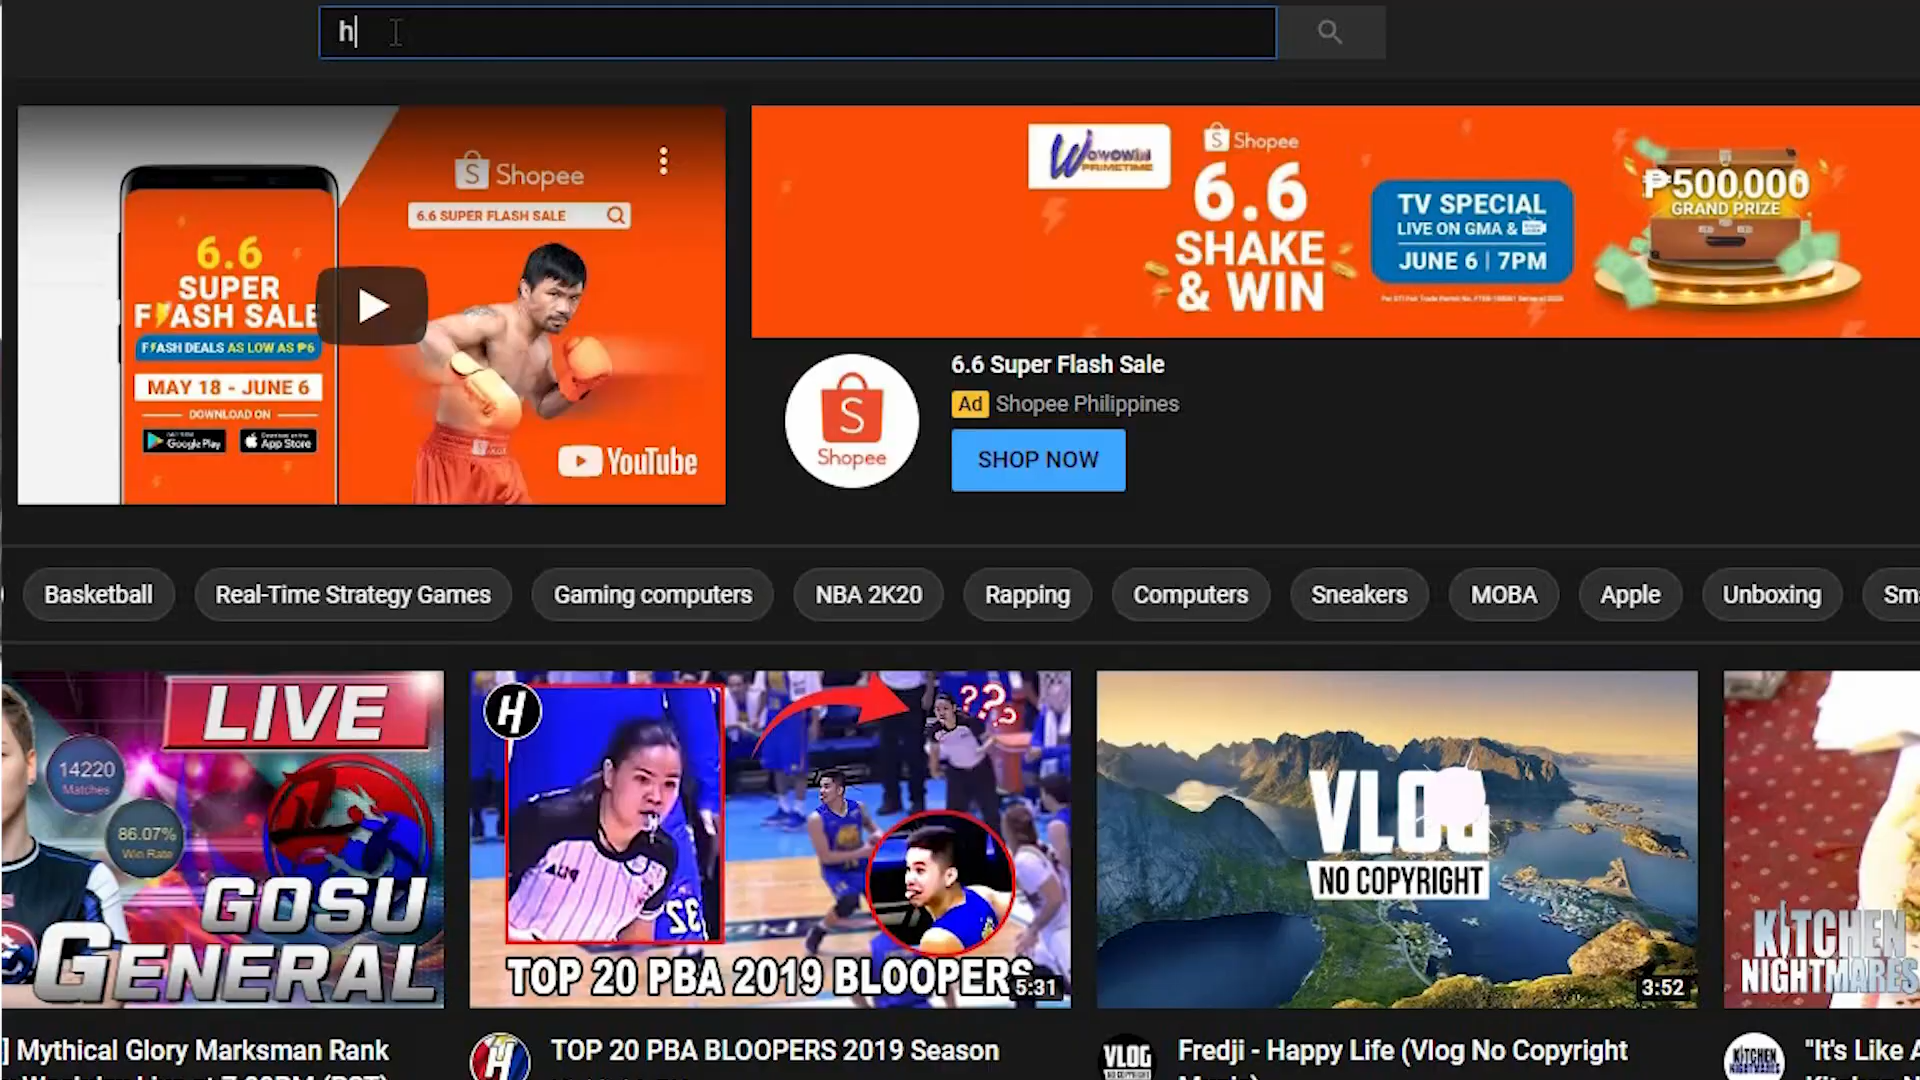 h
Shopee
6.6 SUPER FLASH SALE
6.6
SUPER
FLASH SALE
FLASH DEALS AS LOW AS ₱6
MAY 18 - JUNE 6
DOWNLOAD ON
Google Play
App Store
YouTube
Wowowin
PRIMETIME
Shopee
6.6
SHAKE
& WIN
TV SPECIAL
LIVE ON GMA &
JUNE 6 | 7PM
₱500,000
GRAND PRIZE
Shopee
6.6 Super Flash Sale
Ad Shopee Philippines
SHOP NOW
Basketball
Real-Time Strategy Games
Gaming computers
NBA 2K20
Rapping
Computers
Sneakers
MOBA
Apple
Unboxing
LIVE
14220
Matches
86.07%
Win Rate
GOSU
GENERAL
H
??
?
32
TOP 20 PBA 2019 BLOOPERS
5:31
VLOG
NO COPYRIGHT
3:52
KITCHEN
NIGHTMARES
] Mythical Glory Marksman Rank
TOP 20 PBA BLOOPERS 2019 Season
VLOG
Fredji - Happy Life (Vlog No Copyright
KITCHEN
NIGHTMARES
"It's Like